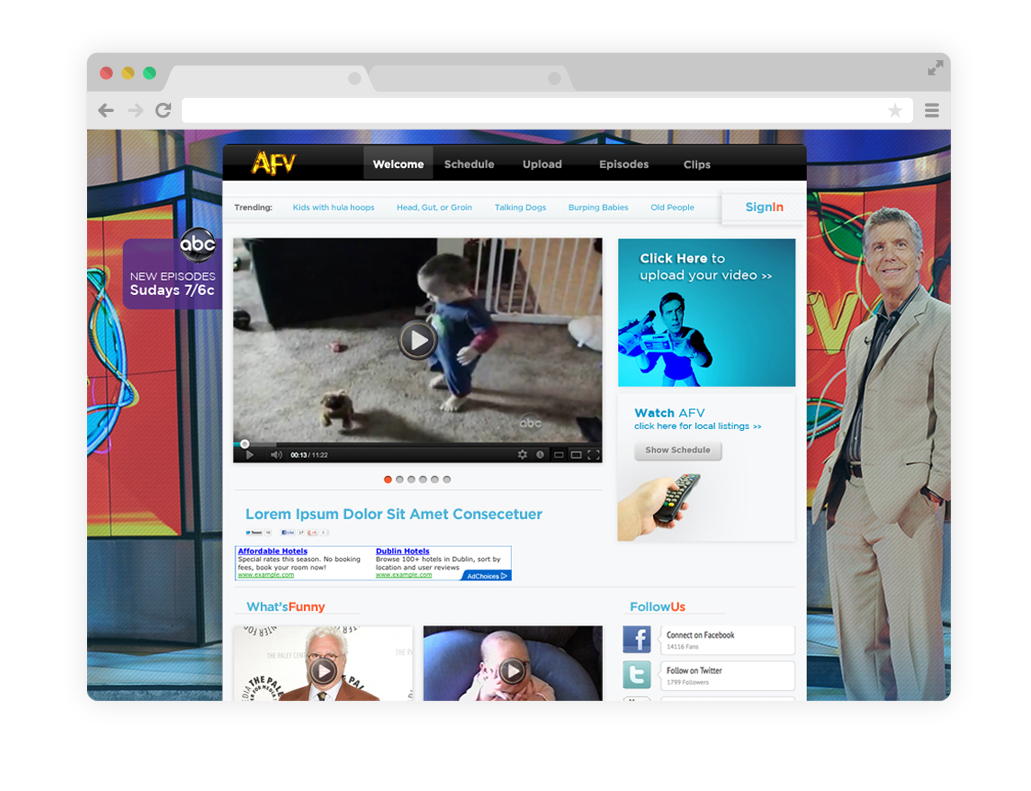 AFV
Welcome
Schedule
Upload
Episodes
Clips
Trending:
Kids with hula hoops
Head, Gut, or Groin
Talking Dogs
Burping Babies
Old People
SignIn
abc
NEW EPISODES
Sudays 7/6c
abc
00:13 / 11:22
Click Here to
upload your video >>
Watch AFV
click here for local listings >>
Show Schedule
Lorem Ipsum Dolor Sit Amet Consecetuer
Tweet
Like
Affordable Hotels
Special rates this season. No booking
fees, book your room now!
www.example.com
Dublin Hotels
Browse 100+ hotels in Dublin, sort by
location and user reviews
www.example.com
AdChoices
What'sFunny
THE PALEY
FollowUs
Connect on Facebook
14116 Fans
Follow on Twitter
1799 Followers